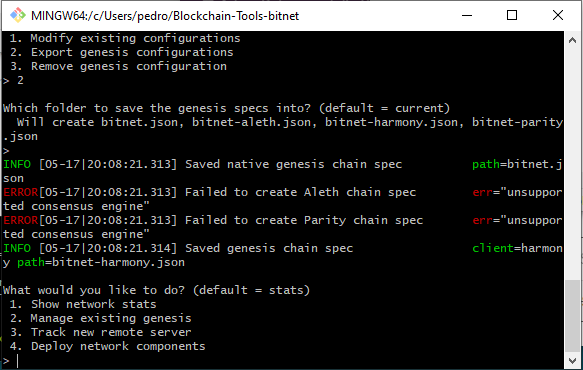 MINGW64:/c/Users/pedro/Blockchain-Tools-bitnet
1. Modify existing configurations
2. Export genesis configurations
3. Remove genesis configuration
> 2
Which folder to save the genesis specs into? (default = current)
Will create bitnet.json, bitnet-aleth.json, bitnet-harmony.json, bitnet-parity
.json
>
INFO [05-17|20:08:21.313] Saved native genesis chain spec path=bitnet.j
son
ERROR[05-17|20:08:21.313] Failed to create Aleth chain spec err="unsuppor
ted consensus engine"
ERROR[05-17|20:08:21.313] Failed to create Parity chain spec err="unsuppor
ted consensus engine"
INFO [05-17|20:08:21.314] Saved genesis chain spec client=harmon
y path=bitnet-harmony.json
What would you like to do? (default = stats)
1. Show network stats
2. Manage existing genesis
3. Track new remote server
4. Deploy network components
>